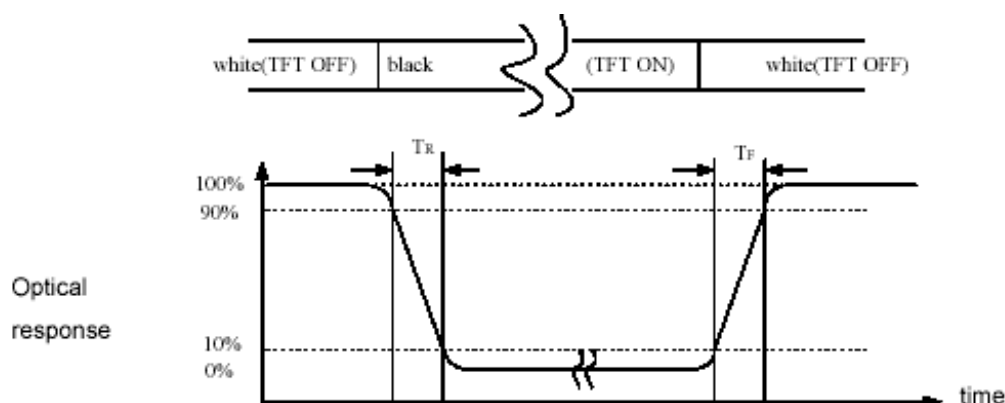 white(TFT OFF) black (TFT ON) white(TFT OFF)
TR TF
100%
90%
Optical
response
10%
0%
time